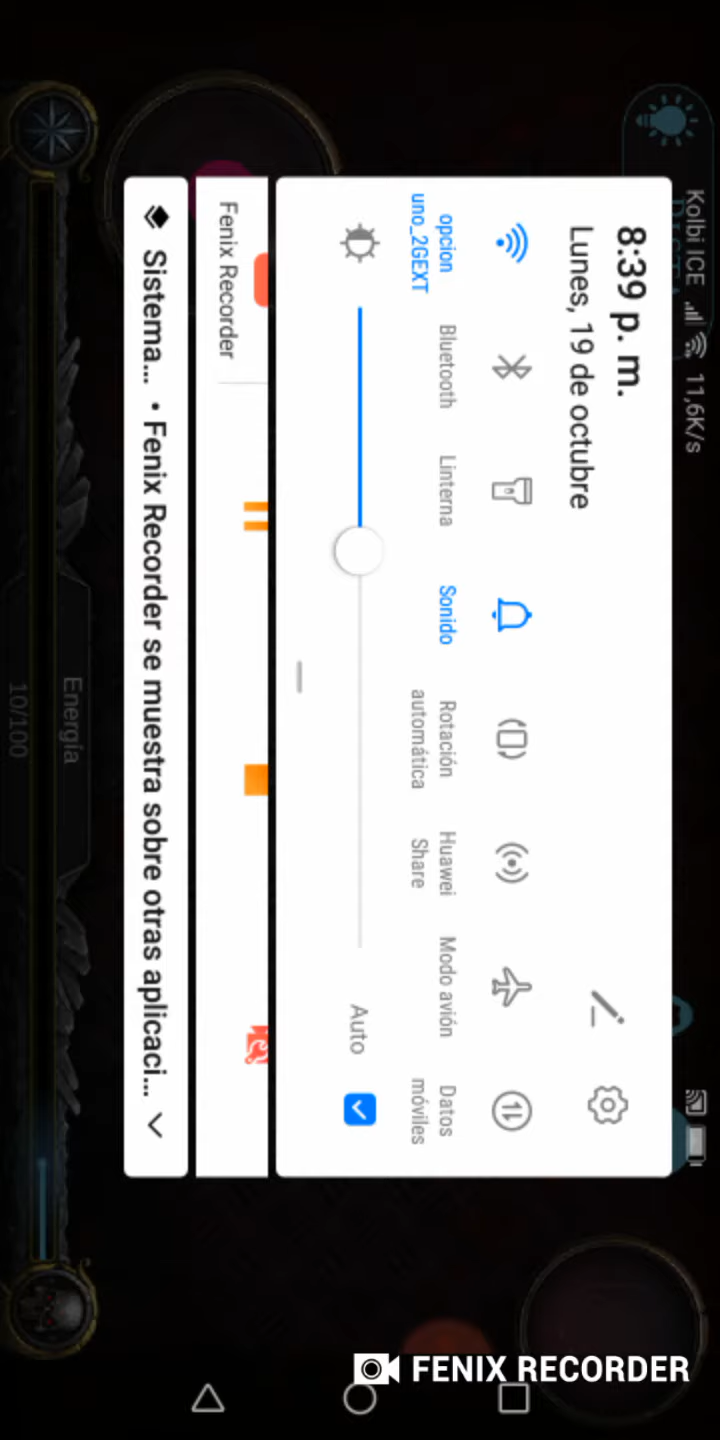 Kolbi ICE 11,6K/s
8:39 p. m.
Lunes, 19 de octubre
opcion
uno_2GEXT
Bluetooth
Linterna
Sonido
Rotación
automática
Huawei
Share
Modo avión
Datos
móviles
Auto
Fenix Recorder
Sistema... • Fenix Recorder se muestra sobre otras aplicaci...
Energía
10/100
FENIX RECORDER